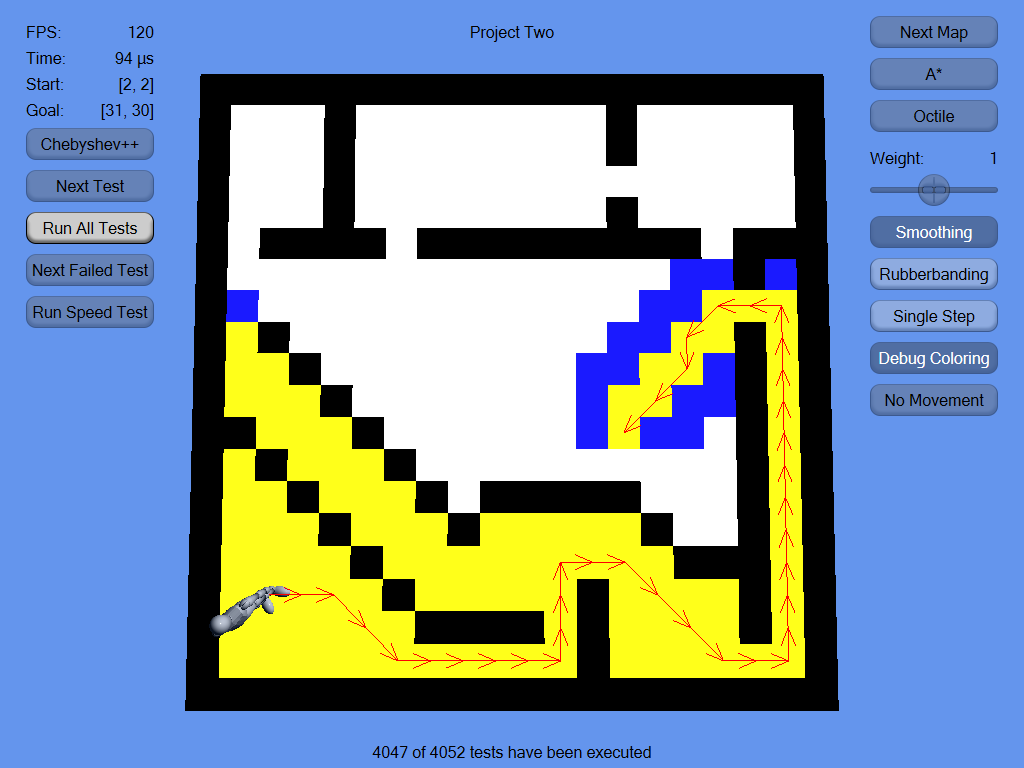 FPS: 120
Time: 94 µs
Start: [2, 2]
Goal: [31, 30]
Chebyshev++
Next Test
Run All Tests
Next Failed Test
Run Speed Test
Project Two
Next Map
A*
Octile
Weight: 1
Smoothing
Rubberbanding
Single Step
Debug Coloring
No Movement
4047 of 4052 tests have been executed